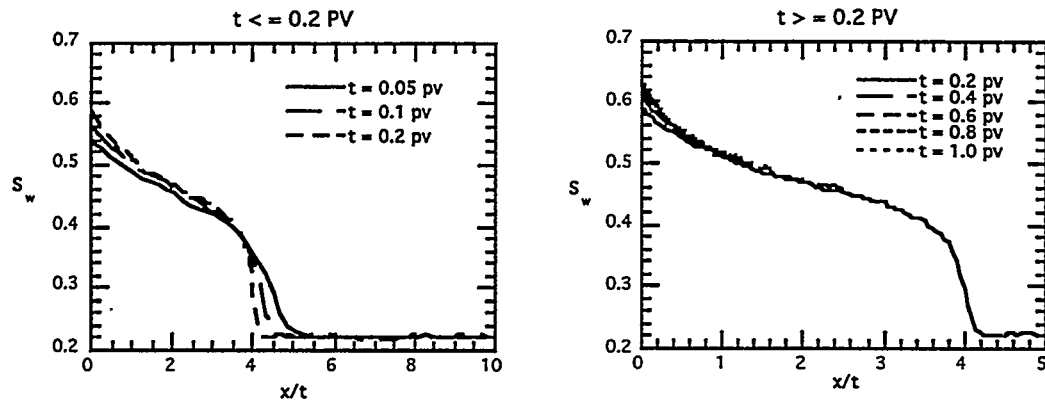 t < = 0.2 PV
0.7
0.6
0.5
0.4
0.3
0.2
S_w
t = 0.05 pv
t = 0.1 pv
t = 0.2 pv
0 2 4 6 8 10
x/t
t > = 0.2 PV
0.7
0.6
0.5
0.4
0.3
0.2
S_w
t = 0.2 pv
t = 0.4 pv
t = 0.6 pv
t = 0.8 pv
t = 1.0 pv
0 1 2 3 4 5
x/t